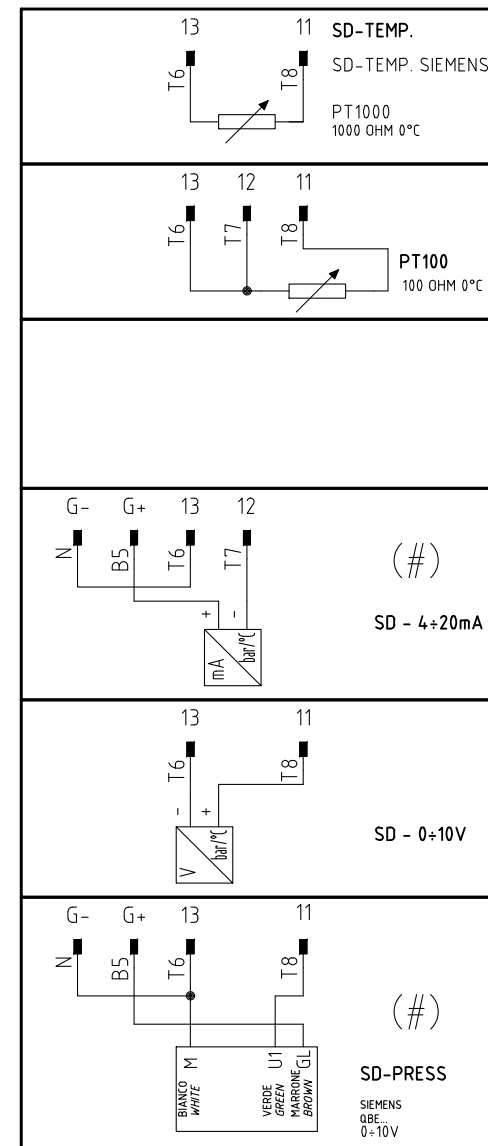 13 11 SD-TEMP.
T6 T8 SD-TEMP. SIEMENS
PT1000
1000 OHM 0°C
13 12 11
T6 T7 T8
PT100
100 OHM 0°C
G- G+ 13 12
N B5 T6 T7
(#)
+ -
mA bar/°C
SD - 4÷20mA
13 11
T6 T8
- +
V bar/°C
SD - 0÷10V
G- G+ 13 11
N B5 T6 T8
(#)
M U1 GL
BIANCO VERDE MARRONE
WHITE GREEN BROWN
SD-PRESS
SIEMENS
QBE...
0÷10V